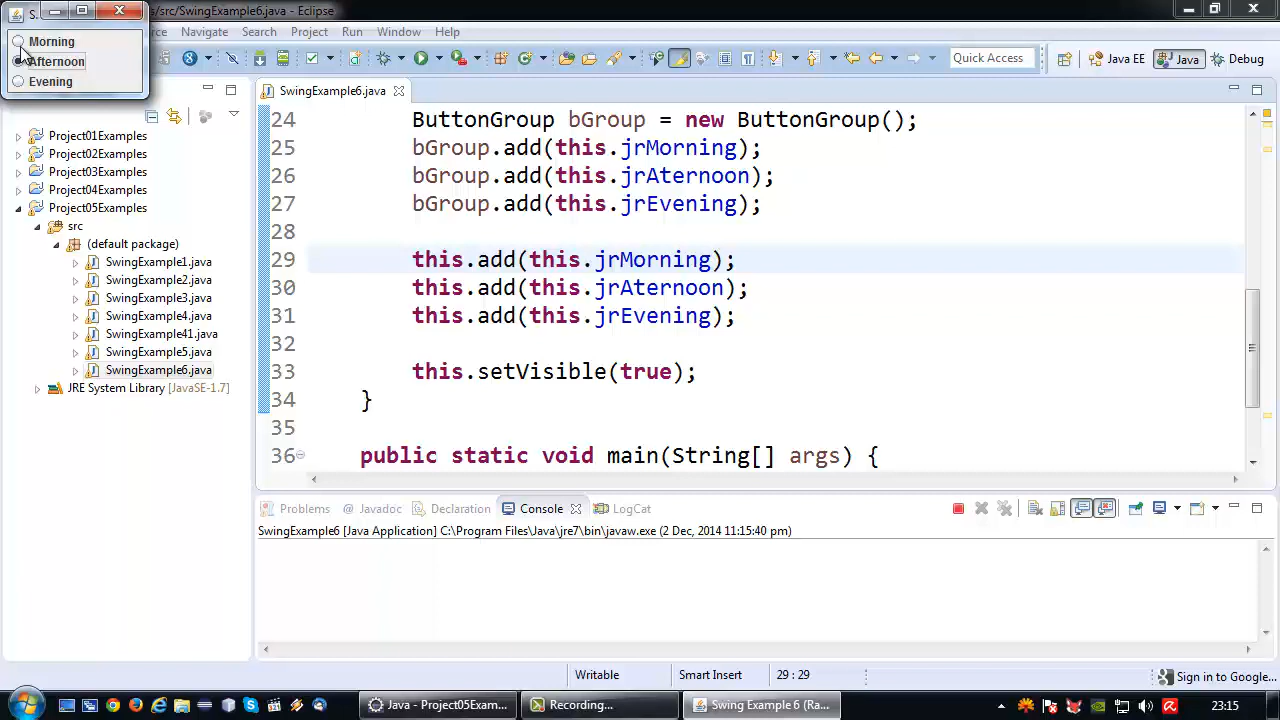 S
s/src/SwingExample6.java - Eclipse
Morning
Afternoon
Evening
rce Navigate Search Project Run Window Help
Quick Access
Java EE
Java
Debug
Project01Examples
Project02Examples
Project03Examples
Project04Examples
Project05Examples
src
(default package)
SwingExample1.java
SwingExample2.java
SwingExample3.java
SwingExample4.java
SwingExample41.java
SwingExample5.java
SwingExample6.java
JRE System Library [JavaSE-1.7]
SwingExample6.java
24 ButtonGroup bGroup = new ButtonGroup();
25 bGroup.add(this.jrMorning);
26 bGroup.add(this.jrAternoon);
27 bGroup.add(this.jrEvening);
28
29 this.add(this.jrMorning);
30 this.add(this.jrAternoon);
31 this.add(this.jrEvening);
32
33 this.setVisible(true);
34 }
35
36 public static void main(String[] args) {
Problems @ Javadoc Declaration Console LogCat
SwingExample6 [Java Application] C:\Program Files\Java\jre7\bin\javaw.exe (2 Dec, 2014 11:15:40 pm)
Writable Smart Insert 29 : 29
Sign in to Google...
Java - Project05Exam...
Recording...
Swing Example 6 (Ra...
23:15